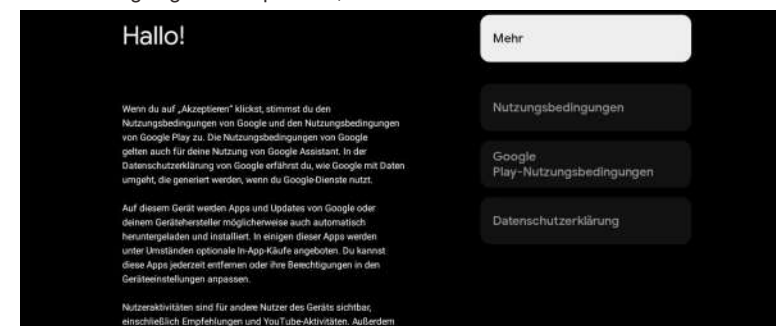 Hallo!
Wenn du auf „Akzeptieren“ klickst, stimmst du den
Nutzungsbedingungen von Google und den Nutzungsbedingungen
von Google Play zu. Die Nutzungsbedingungen von Google
gelten auch für deine Nutzung von Google Assistant. In der
Datenschutzerklärung von Google erfährst du, wie Google mit Daten
umgeht, die generiert werden, wenn du Google-Dienste nutzt.
Auf diesem Gerät werden Apps und Updates von Google oder
deinem Gerätehersteller möglicherweise auch automatisch
heruntergeladen und installiert. In einigen dieser Apps werden
unter Umständen optionale In-App-Käufe angeboten. Du kannst
diese Apps jederzeit entfernen oder ihre Berechtigungen in den
Geräteeinstellungen anpassen.
Nutzeraktivitäten sind für andere Nutzer des Geräts sichtbar,
einschließlich Empfehlungen und YouTube-Aktivitäten. Außerdem
Mehr
Nutzungsbedingungen
Google
Play-Nutzungsbedingungen
Datenschutzerklärung